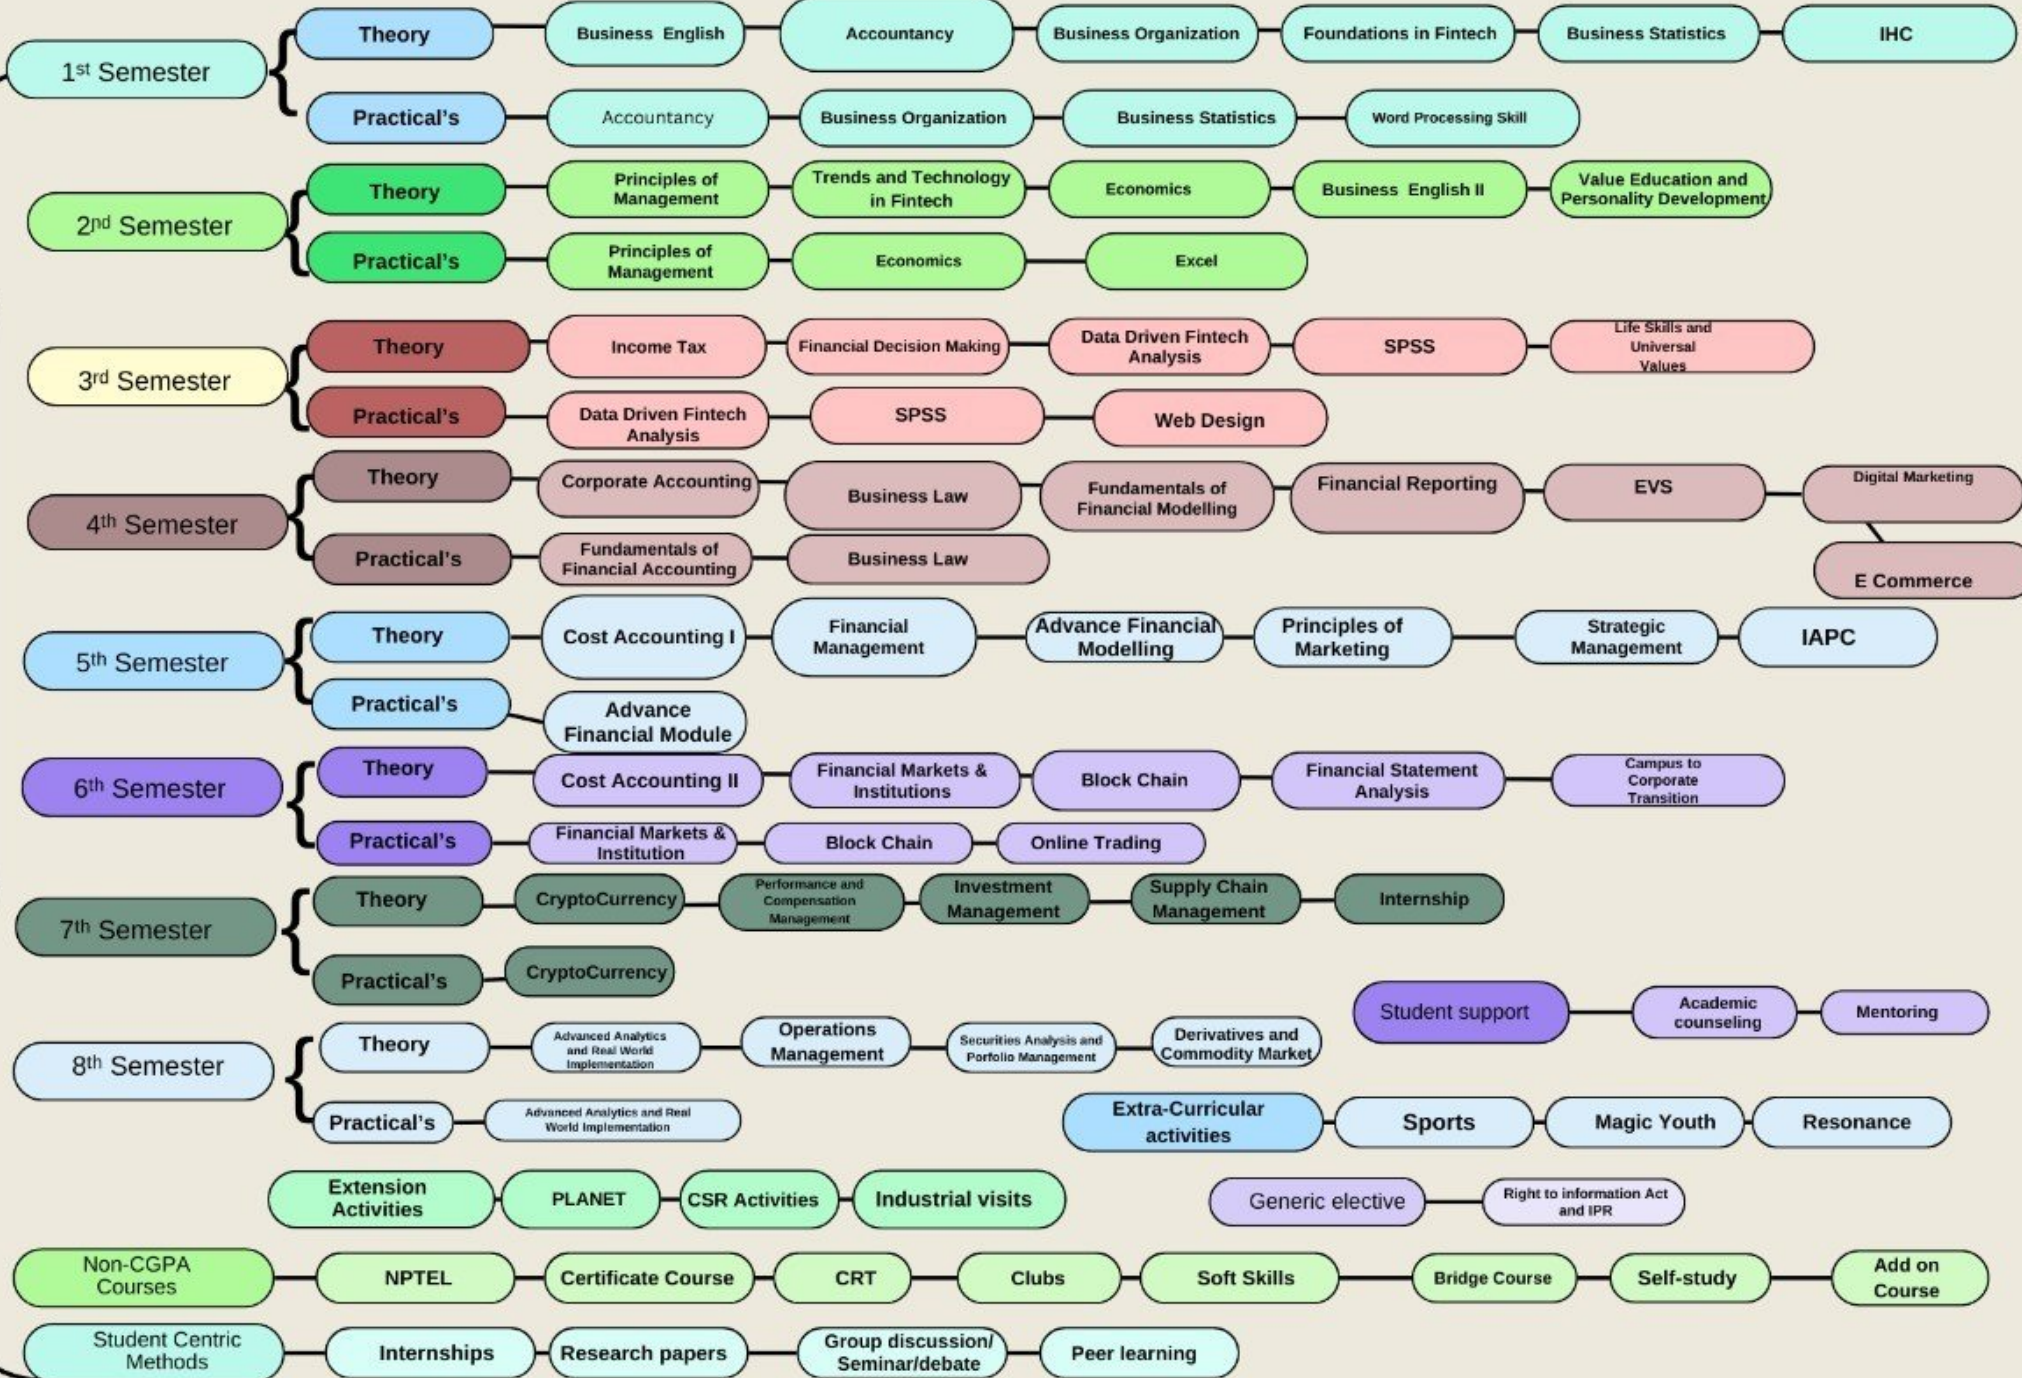 1st Semester
Theory
Business English
Accountancy
Business Organization
Foundations in Fintech
Business Statistics
IHC
Practical's
Accountancy
Business Organization
Business Statistics
Word Processing Skill
2nd Semester
Theory
Principles of
Management
Trends and Technology
in Fintech
Economics
Business English II
Value Education and
Personality Development
Practical's
Principles of
Management
Economics
Excel
3rd Semester
Theory
Income Tax
Financial Decision Making
Data Driven Fintech
Analysis
SPSS
Life Skills and
Universal
Values
Practical's
Data Driven Fintech
Analysis
SPSS
Web Design
4th Semester
Theory
Corporate Accounting
Business Law
Fundamentals of
Financial Modelling
Financial Reporting
EVS
Digital Marketing
E Commerce
Practical's
Fundamentals of
Financial Accounting
Business Law
5th Semester
Theory
Cost Accounting I
Financial
Management
Advance Financial
Modelling
Principles of
Marketing
Strategic
Management
IAPC
Practical's
Advance
Financial Module
6th Semester
Theory
Cost Accounting II
Financial Markets &
Institutions
Block Chain
Financial Statement
Analysis
Campus to
Corporate
Transition
Practical's
Financial Markets &
Institution
Block Chain
Online Trading
7th Semester
Theory
CryptoCurrency
Performance and
Compensation
Management
Investment
Management
Supply Chain
Management
Internship
Practical's
CryptoCurrency
Student support
Academic
counseling
Mentoring
8th Semester
Theory
Advanced Analytics
and Real World
Implementation
Operations
Management
Securities Analysis and
Porfolio Management
Derivatives and
Commodity Market
Practical's
Advanced Analytics and Real
World Implementation
Extra-Curricular
activities
Sports
Magic Youth
Resonance
Extension
Activities
PLANET
CSR Activities
Industrial visits
Generic elective
Right to information Act
and IPR
Non-CGPA
Courses
NPTEL
Certificate Course
CRT
Clubs
Soft Skills
Bridge Course
Self-study
Add on
Course
Student Centric
Methods
Internships
Research papers
Group discussion/
Seminar/debate
Peer learning